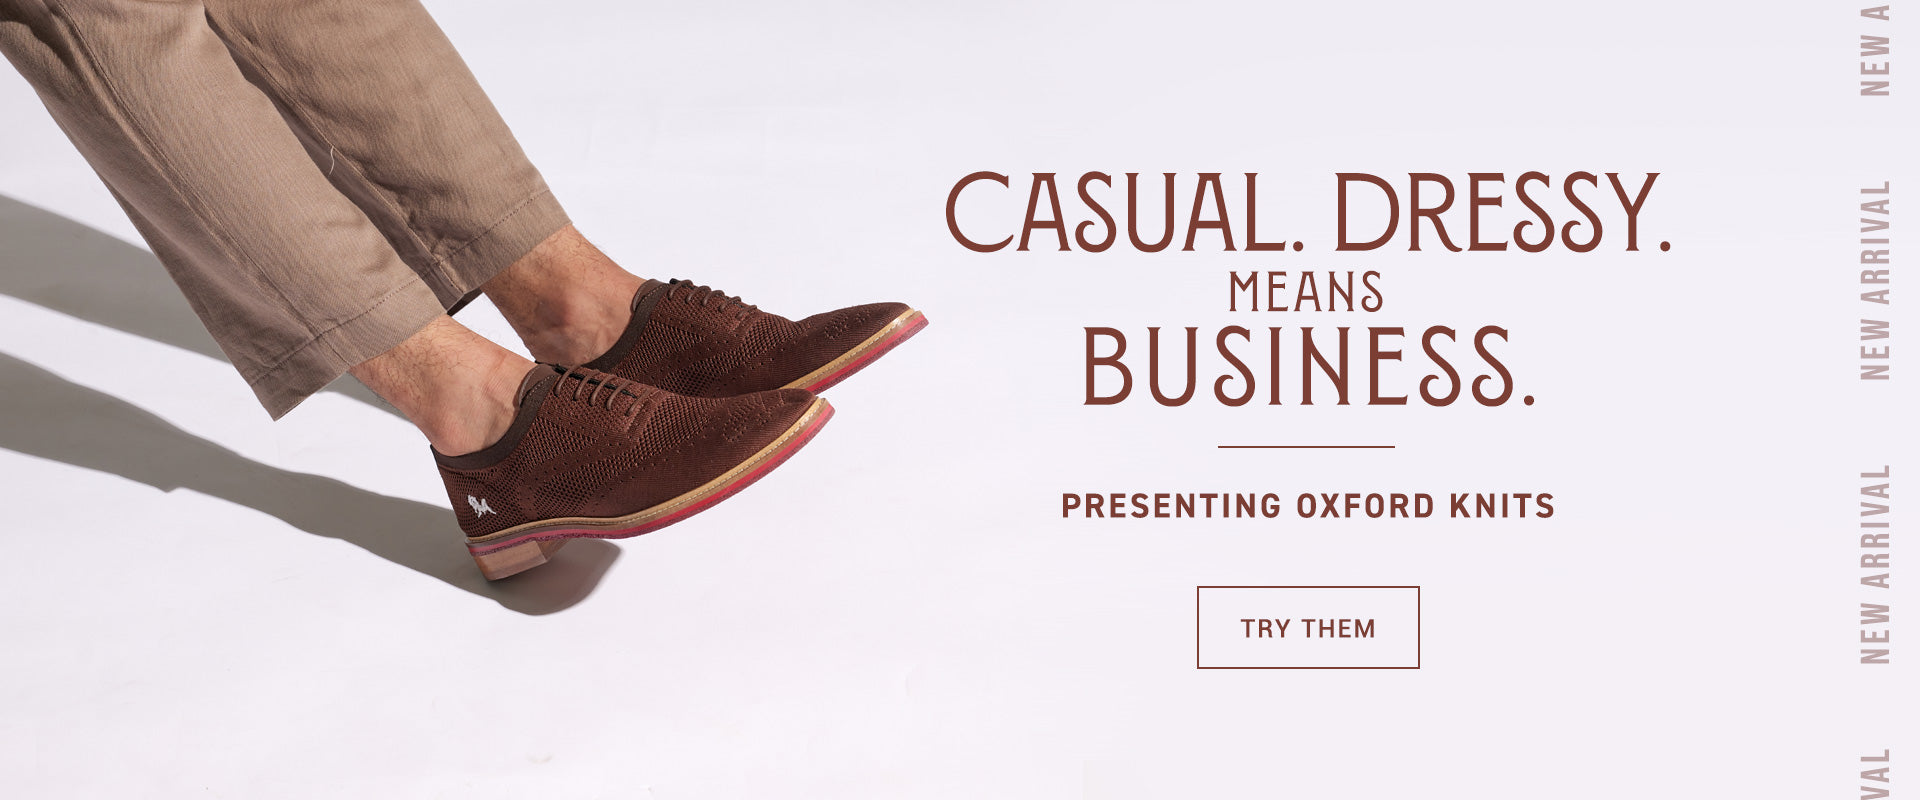 CASUAL. DRESSY.
MEANS
BUSINESS.
PRESENTING OXFORD KNITS
TRY THEM
NEW A
NEW ARRIVAL
NEW ARRIVAL
VAL